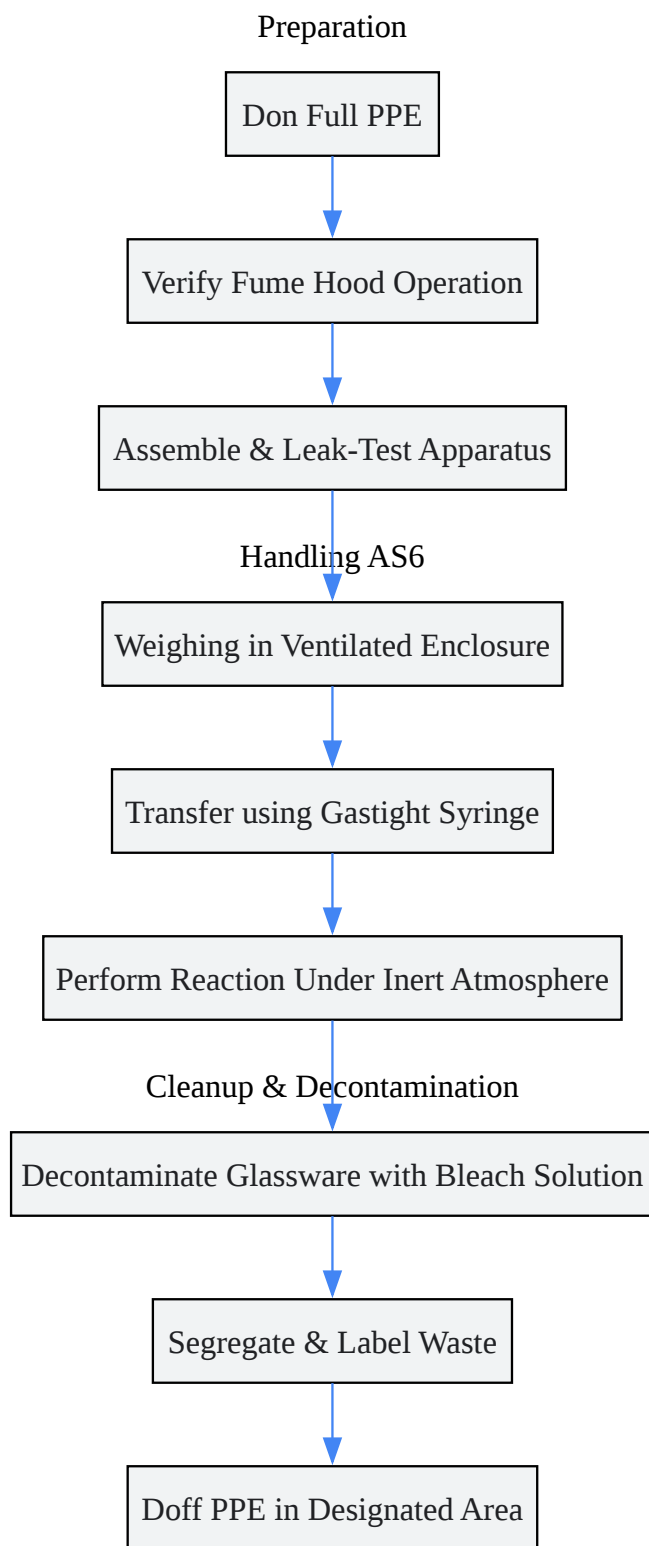 Preparation
Don Full PPE
Verify Fume Hood Operation
Assemble & Leak-Test Apparatus
Handling AS6
Weighing in Ventilated Enclosure
Transfer using Gastight Syringe
Perform Reaction Under Inert Atmosphere
Cleanup & Decontamination
Decontaminate Glassware with Bleach Solution
Segregate & Label Waste
Doff PPE in Designated Area